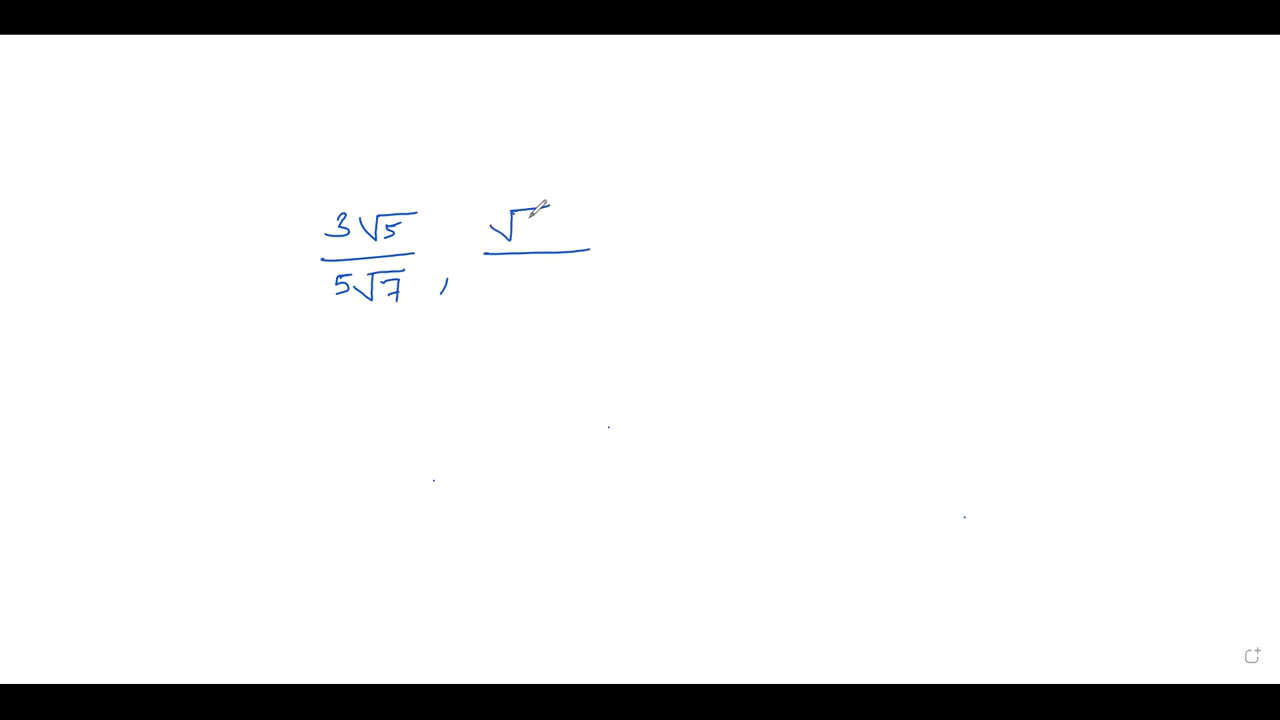 3√5 / 5√7 , √ /